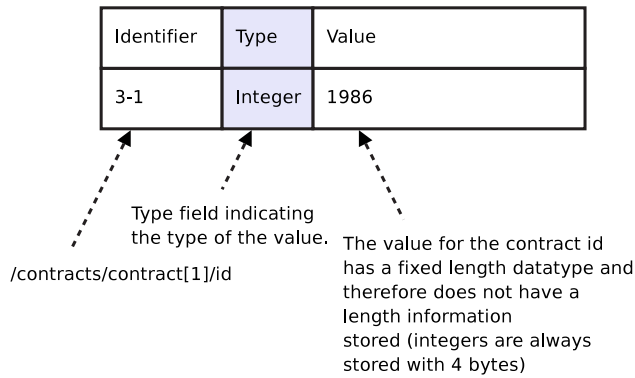 Identifier Type Value
3-1 Integer 1986
Type field indicating
the type of the value.
/contracts/contract[1]/id
The value for the contract id
has a fixed length datatype and
therefore does not have a
length information
stored (integers are always
stored with 4 bytes)